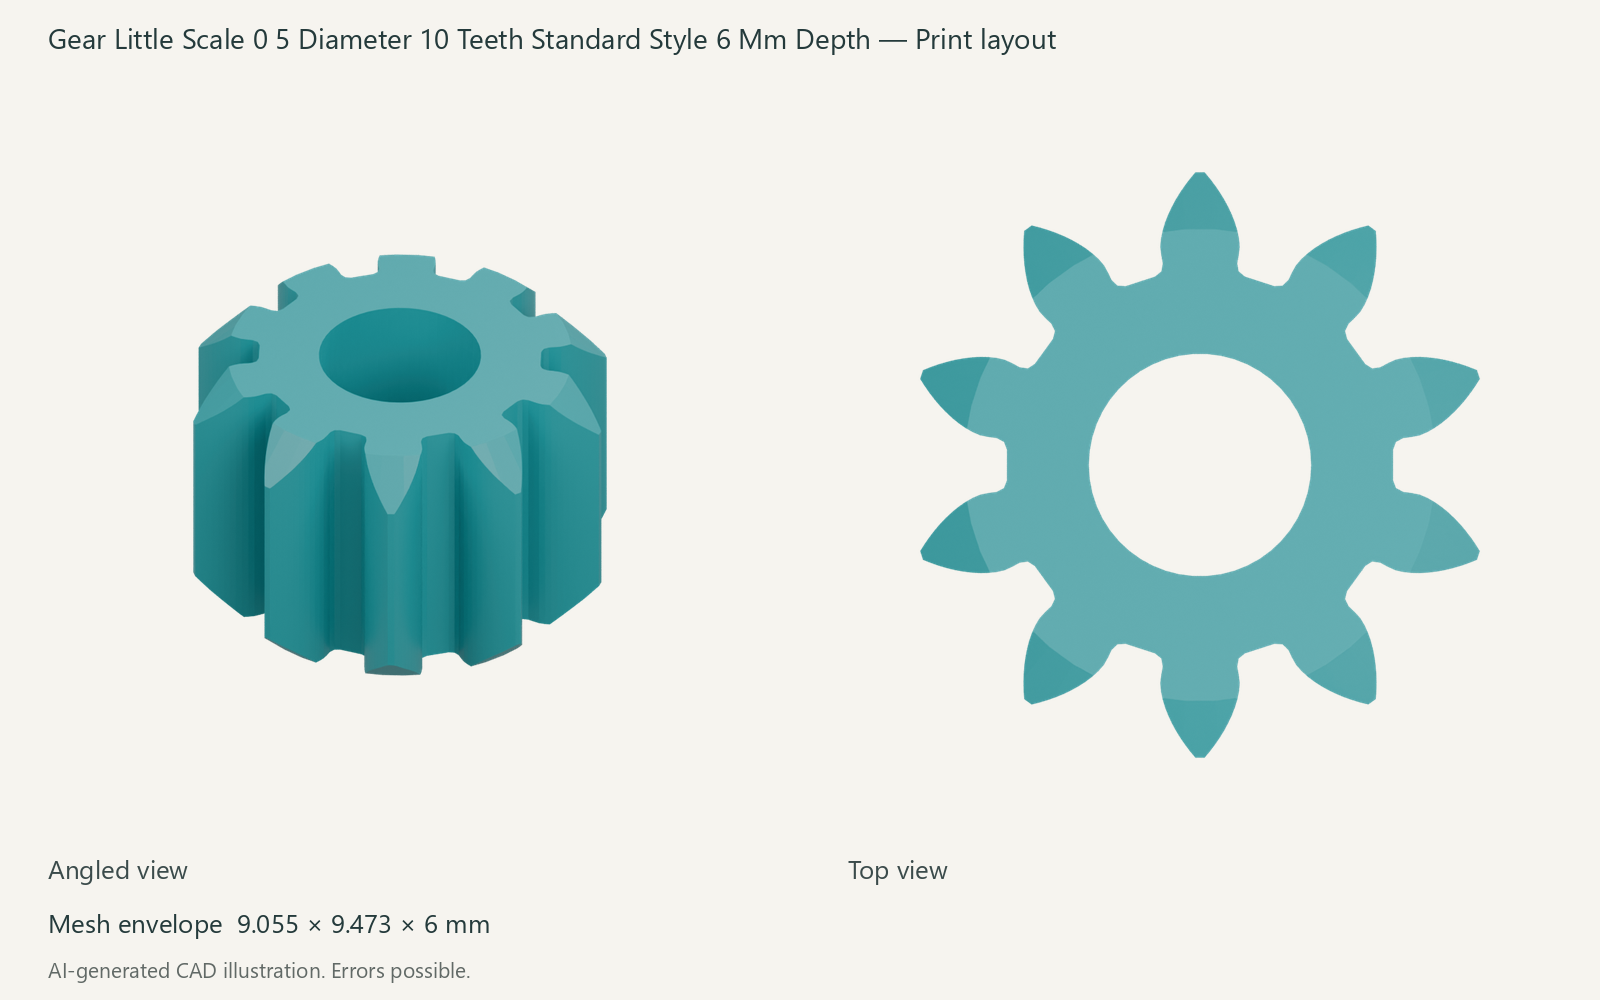 Gear Little Scale 0 5 Diameter 10 Teeth Standard Style 6 Mm Depth — Print layout
Angled view
Top view
Mesh envelope 9.055 × 9.473 × 6 mm
AI-generated CAD illustration. Errors possible.